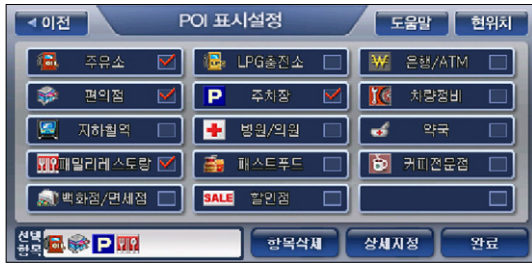 이전 POI 표시설정 도움말 현위치
주유소 LPG충전소 ₩ 은행/ATM
편의점 P 주차장 차량정비
지하철역 병원/의원 약국
패밀리레스토랑 패스트푸드 커피전문점
백화점/면세점 SALE 할인점
선택 P
항목 항목삭제 상세지정 완료